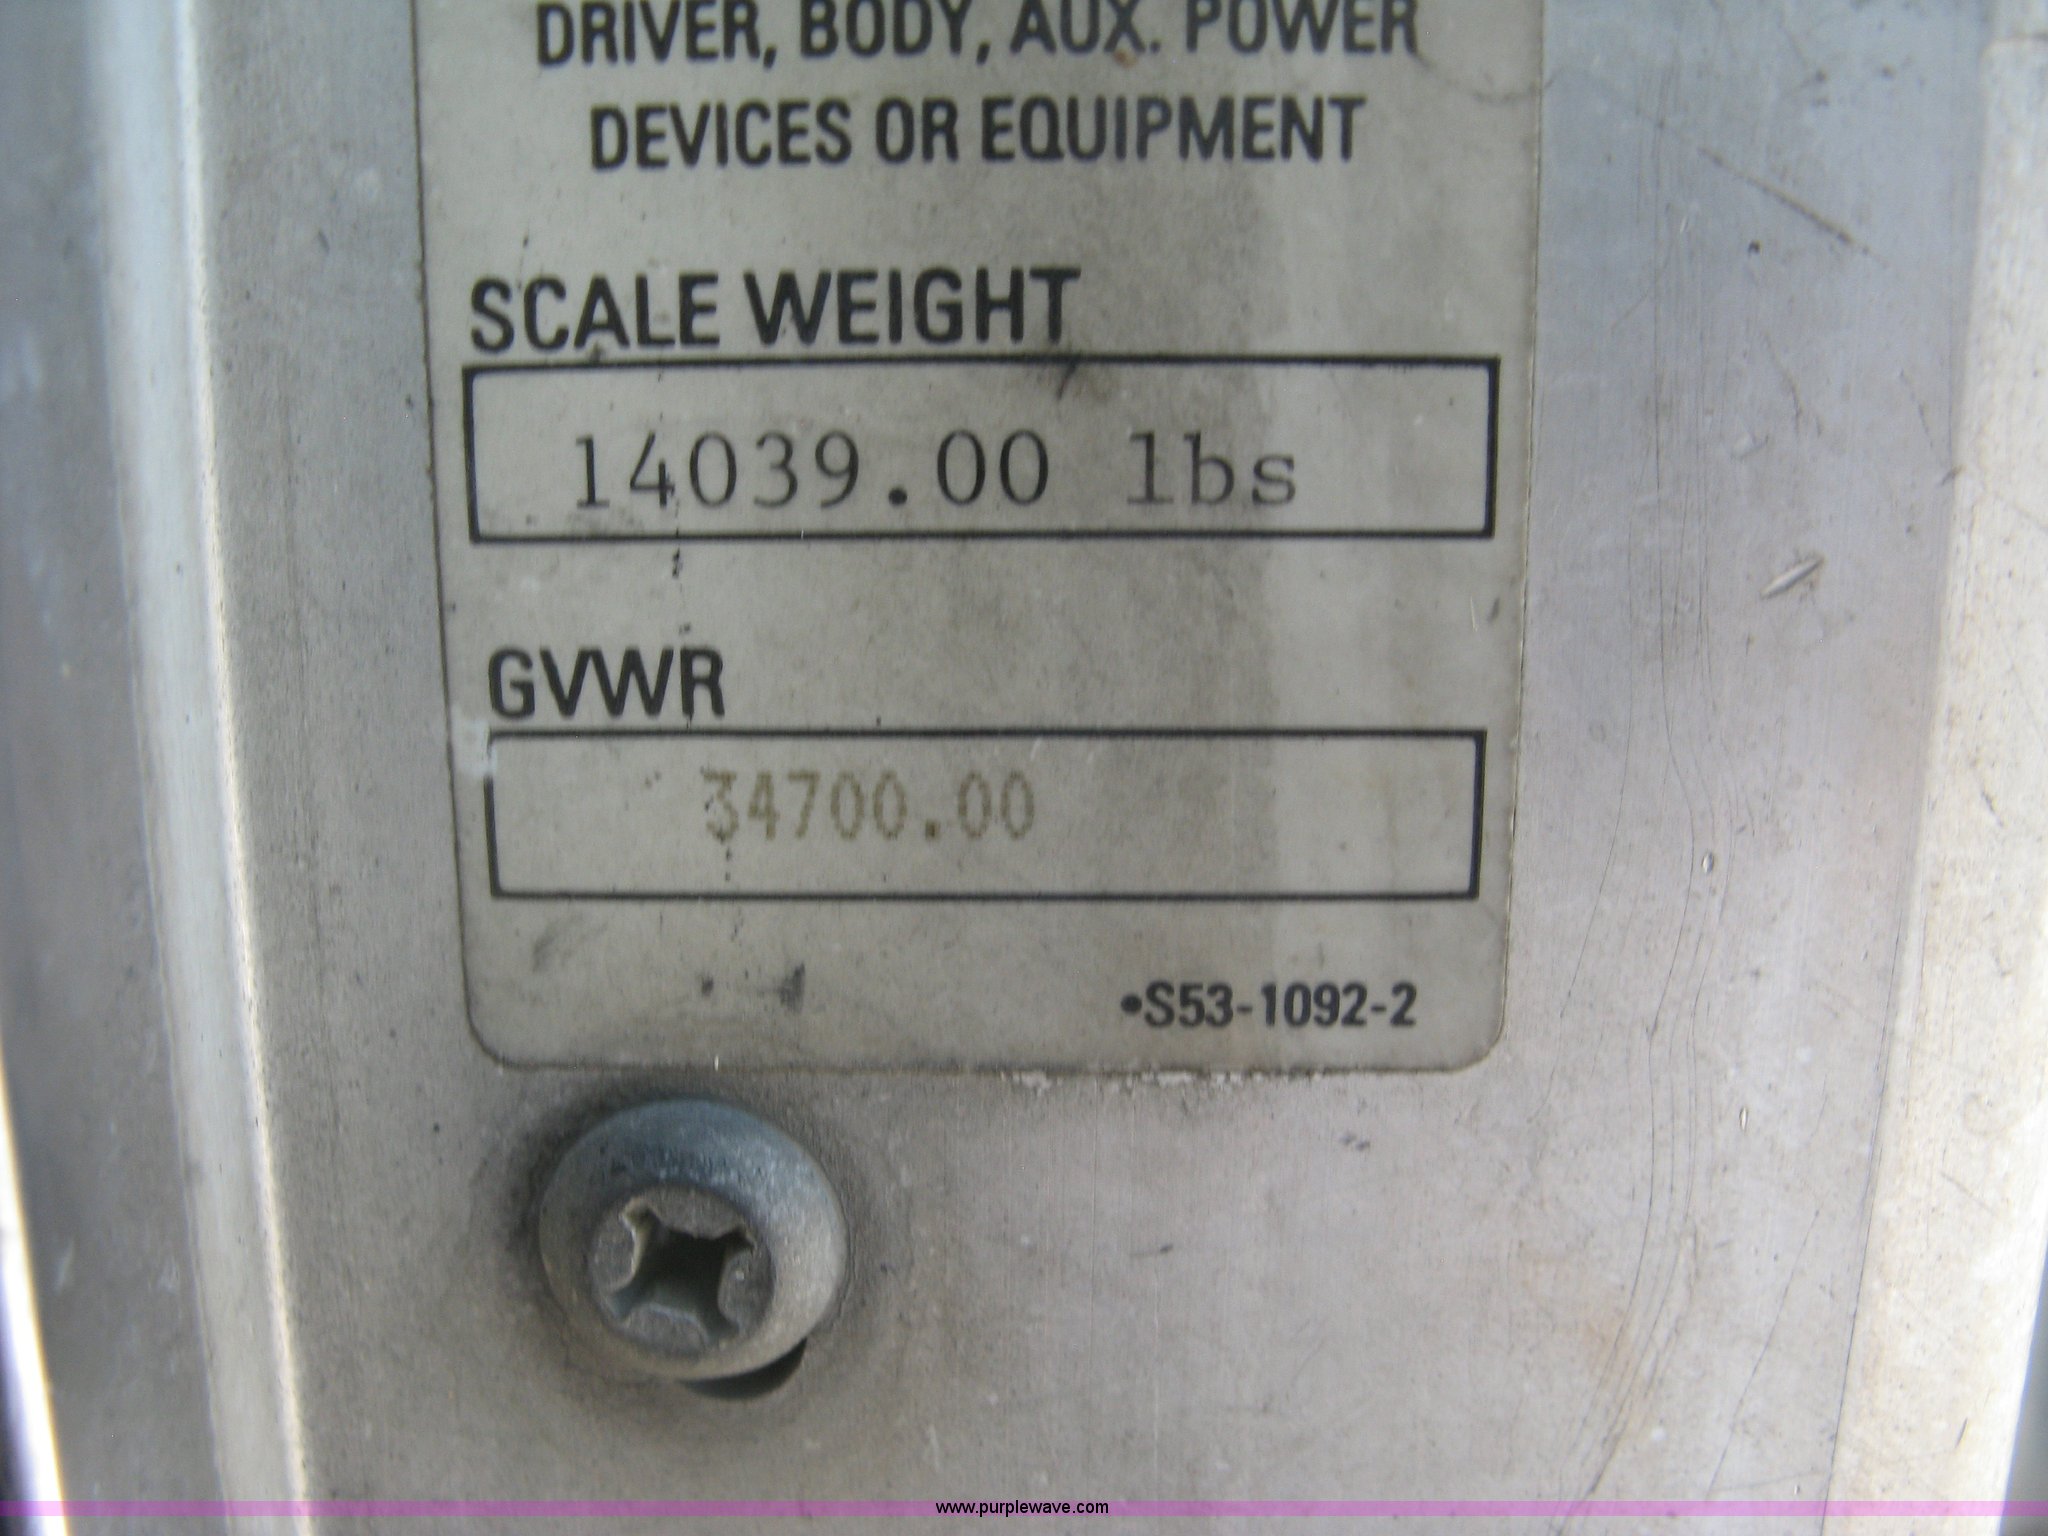 DRIVER, BODY, AUX. POWER
DEVICES OR EQUIPMENT
SCALE WEIGHT
14039.00 lbs
GVWR
34700.00
•S53-1092-2
www.purplewave.com